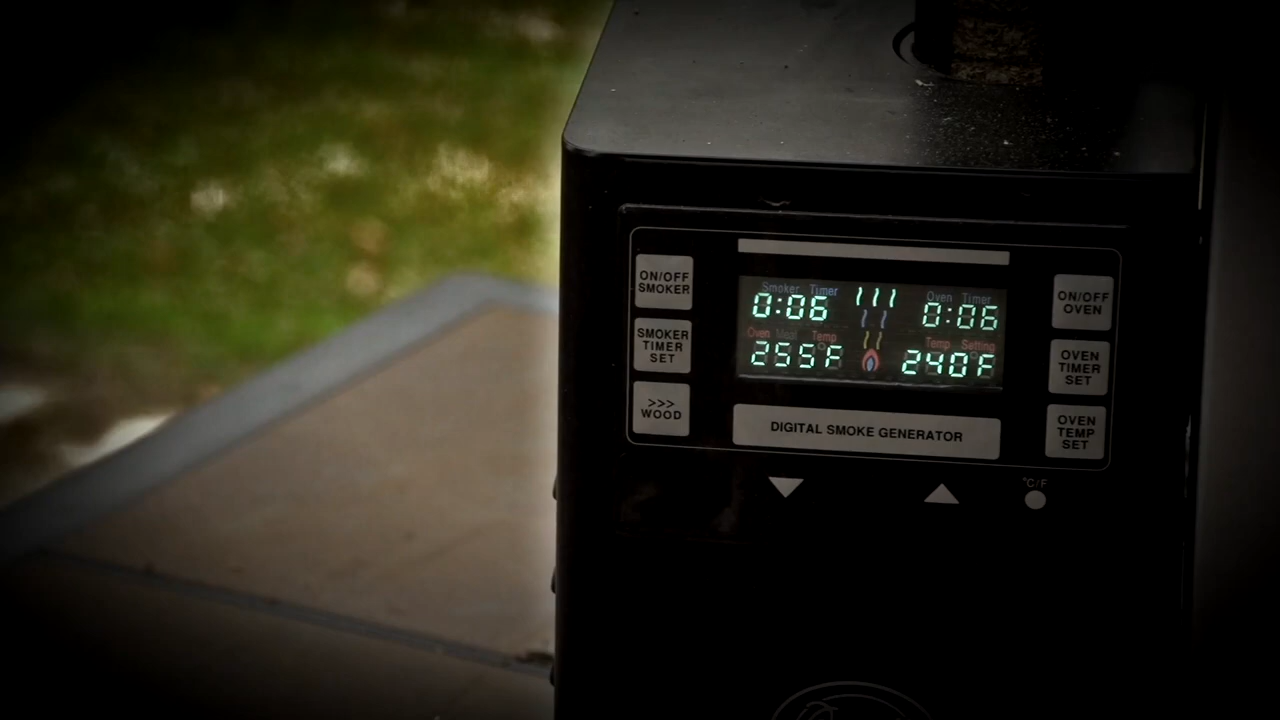 ON/OFF
SMOKER
SMOKER
TIMER
SET
>>>
WOOD
Smoker Timer
0:06
Oven Timer
0:06
Oven Meat Temp
255F
Temp Setting
240F
DIGITAL SMOKE GENERATOR
ON/OFF
OVEN
OVEN
TIMER
SET
OVEN
TEMP
SET
°C/F